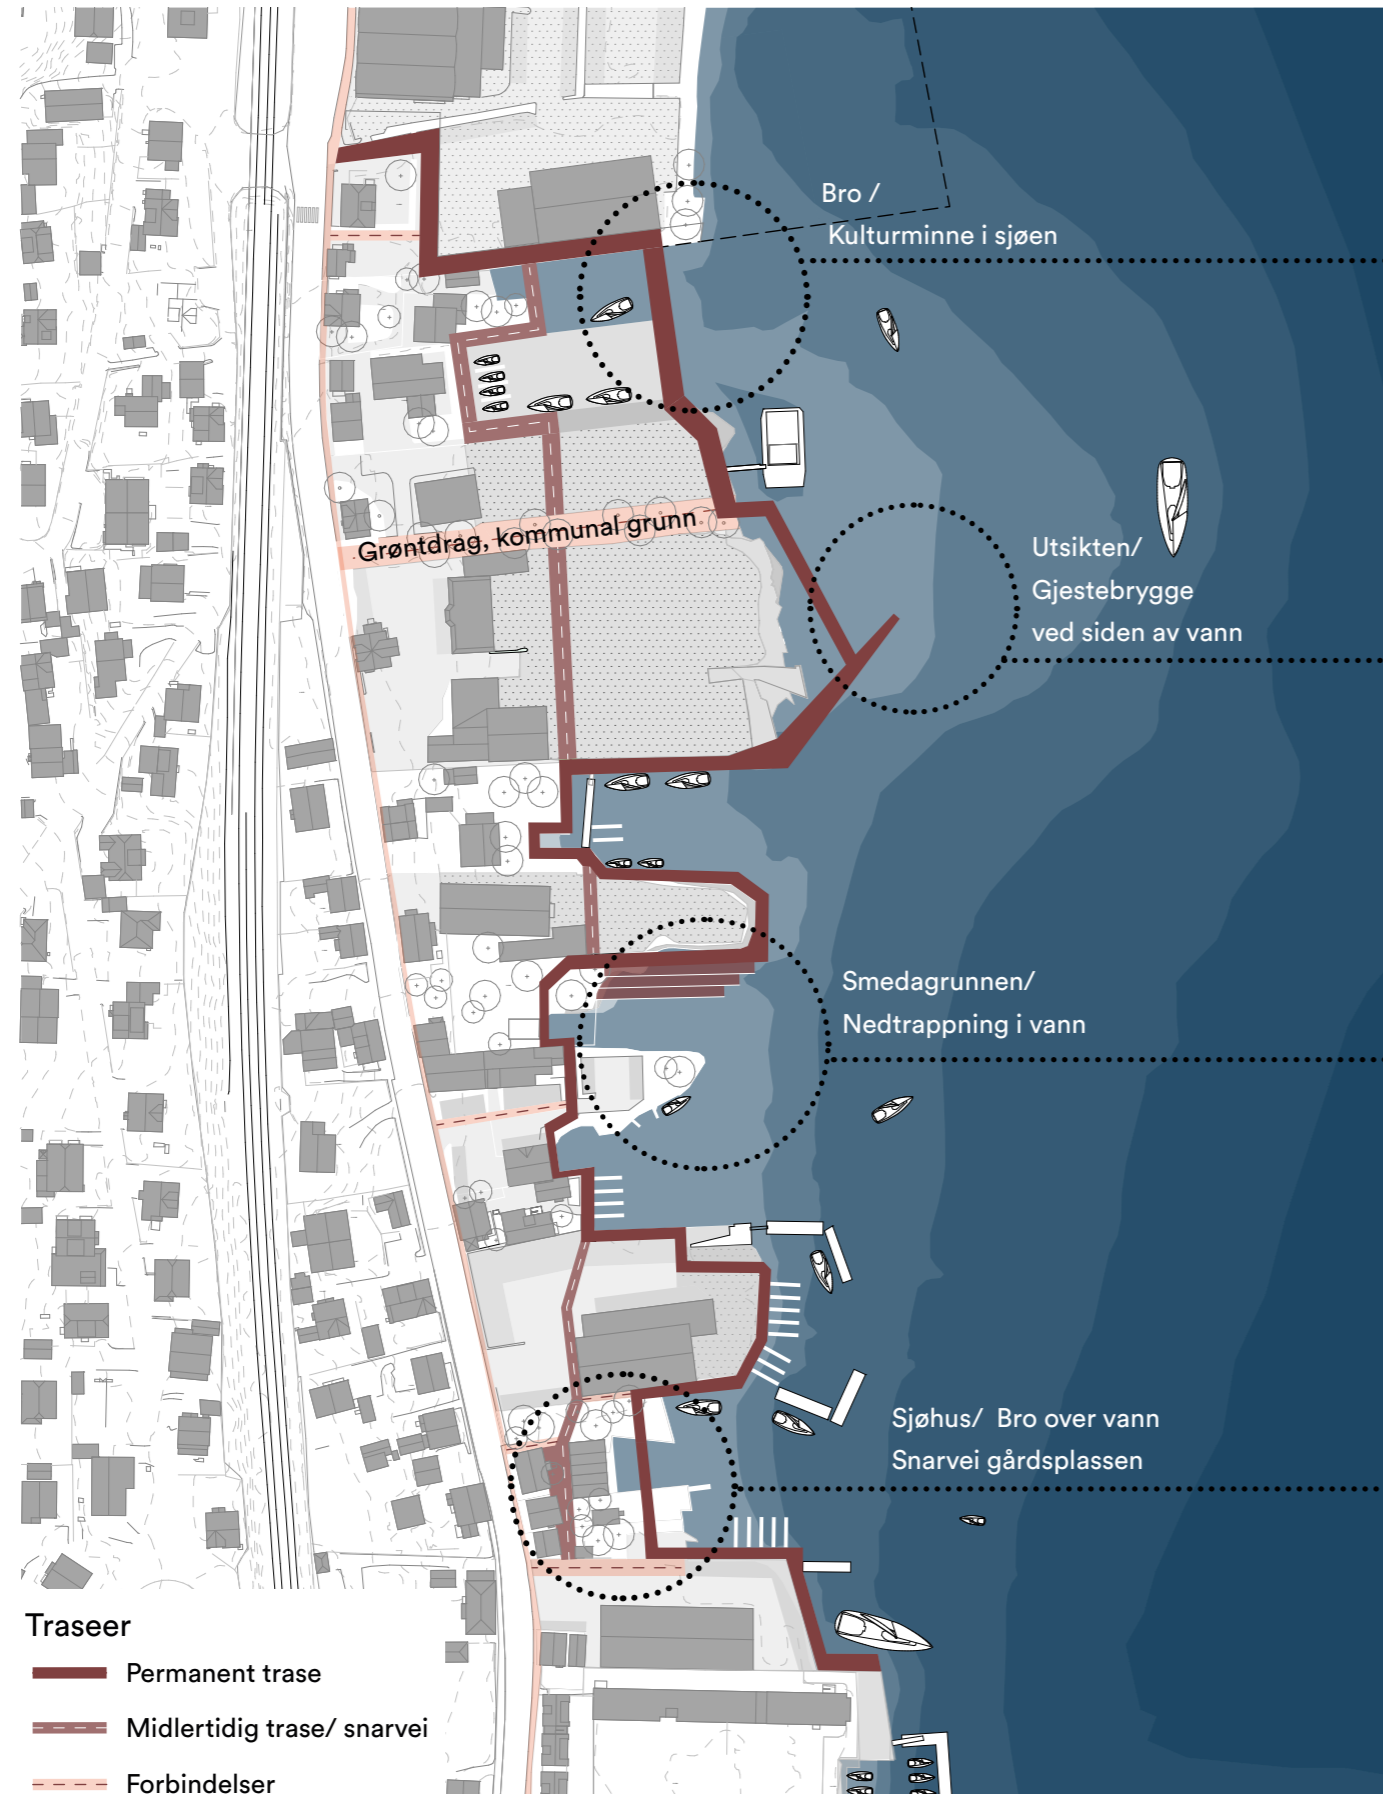 Bro /
Kulturminne i sjøen
Grøntdrag, kommunal grunn
Utsikten/
Gjestebrygge
ved siden av vann
Smedagrunnen/
Nedtrappning i vann
Sjøhus/ Bro over vann
Snarvei gårdsplassen
Traseer
Permanent trase
Midlertidig trase/ snarvei
Forbindelser